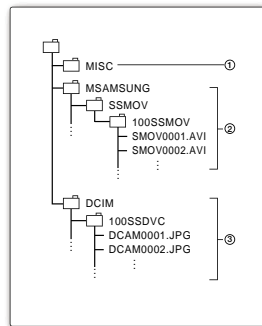 MISC ①
MSAMSUNG
SSMOV
100SSMOV
SMOV0001.AVI
SMOV0002.AVI
②
DCIM
100SSDVC
DCAM0001.JPG
DCAM0002.JPG
③